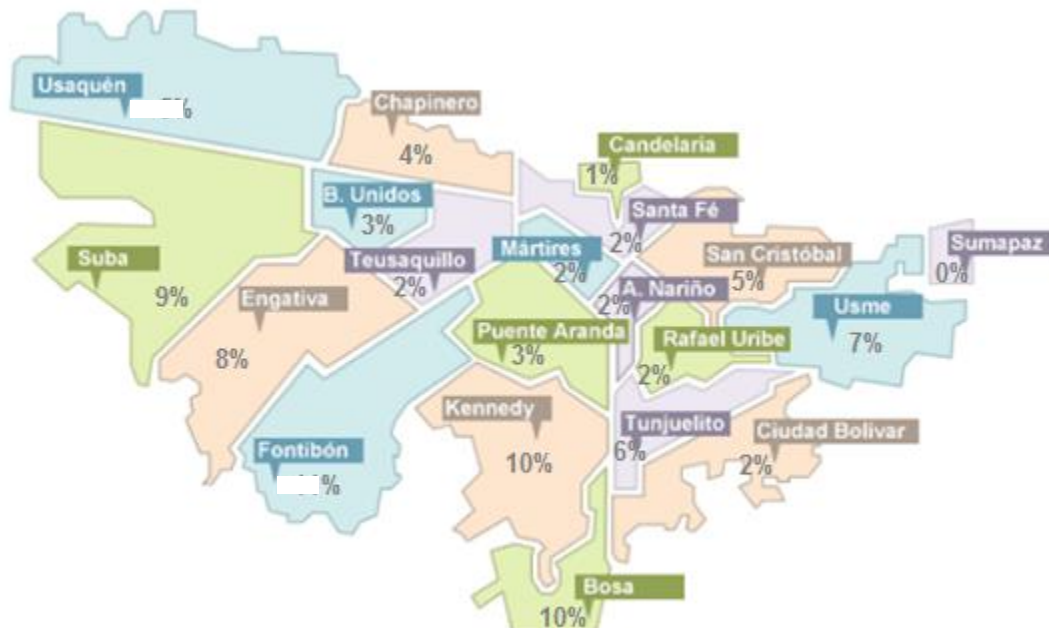 Usaquén
%
Chapinero
4%
Candelaria
1%
B. Unidos
3%
Santa Fé
2%
Suba
9%
Teusaquillo
2%
Mártires
2%
San Cristóbal
5%
Sumapaz
0%
Engativa
8%
A. Nariño
2%
Usme
7%
Puente Aranda
3%
Rafael Uribe
2%
Kennedy
10%
Tunjuelito
6%
Ciudad Bolivar
2%
Fontibón
%
Bosa
10%